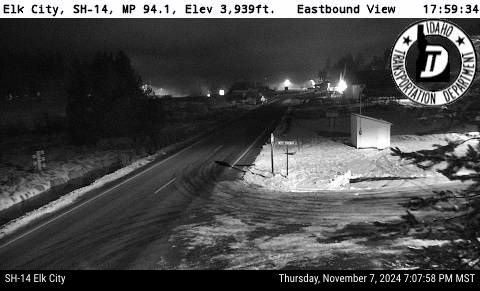 Elk City, SH-14, MP 94.1, Elev 3,939ft. Eastbound View 17:59:34
IDAHO
TRANSPORTATION DEPARTMENT
SH-14 Elk City
Thursday, November 7, 2024 7:07:58 PM MST